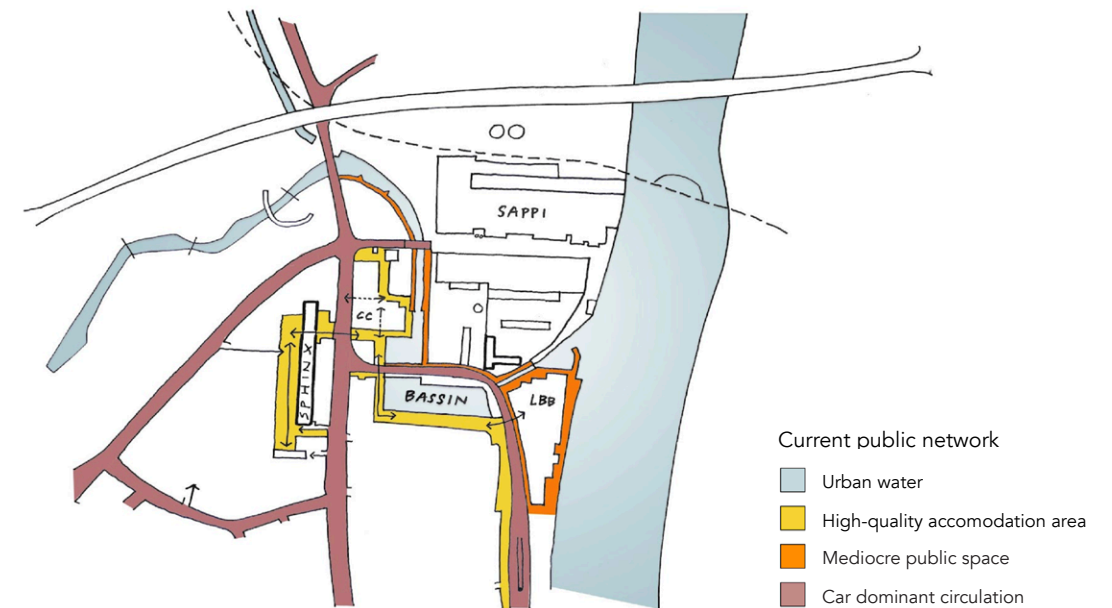 SAPPI
CC
SPHINX
BASSIN
LBB
Current public network
Urban water
High-quality accomodation area
Mediocre public space
Car dominant circulation